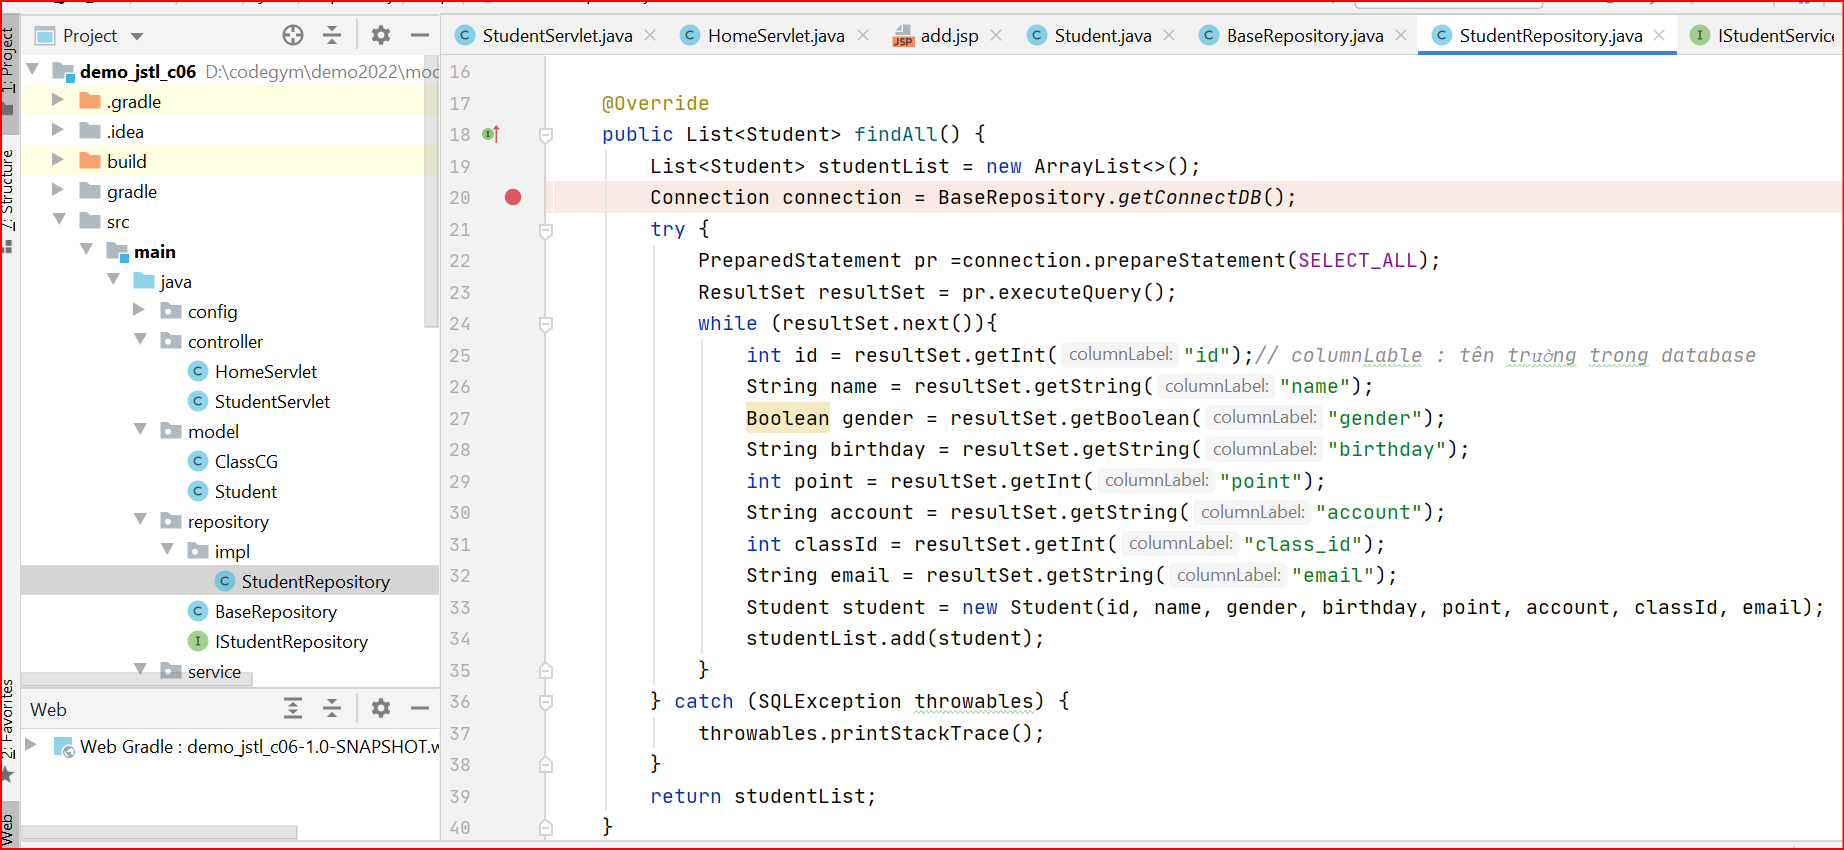 Project
StudentServlet.java
HomeServlet.java
add.jsp
Student.java
BaseRepository.java
StudentRepository.java
IStudentService
1: Project
7: Structure
2: Favorites
Web
demo_jstl_c06 D:\codegym\demo2022\mod
.gradle
.idea
build
gradle
src
main
java
config
controller
HomeServlet
StudentServlet
model
ClassCG
Student
repository
impl
StudentRepository
BaseRepository
IStudentRepository
service
Web
Web Gradle : demo_jstl_c06-1.0-SNAPSHOT.w
16
17 @Override
18 public List<Student> findAll() {
19 List<Student> studentList = new ArrayList<>();
20 Connection connection = BaseRepository.getConnectDB();
21 try {
22 PreparedStatement pr =connection.prepareStatement(SELECT_ALL);
23 ResultSet resultSet = pr.executeQuery();
24 while (resultSet.next()){
25 int id = resultSet.getInt( columnLabel: "id");// columnLable : tên trường trong database
26 String name = resultSet.getString( columnLabel: "name");
27 Boolean gender = resultSet.getBoolean( columnLabel: "gender");
28 String birthday = resultSet.getString( columnLabel: "birthday");
29 int point = resultSet.getInt( columnLabel: "point");
30 String account = resultSet.getString( columnLabel: "account");
31 int classId = resultSet.getInt( columnLabel: "class_id");
32 String email = resultSet.getString( columnLabel: "email");
33 Student student = new Student(id, name, gender, birthday, point, account, classId, email);
34 studentList.add(student);
35 }
36 } catch (SQLException throwables) {
37 throwables.printStackTrace();
38 }
39 return studentList;
40 }